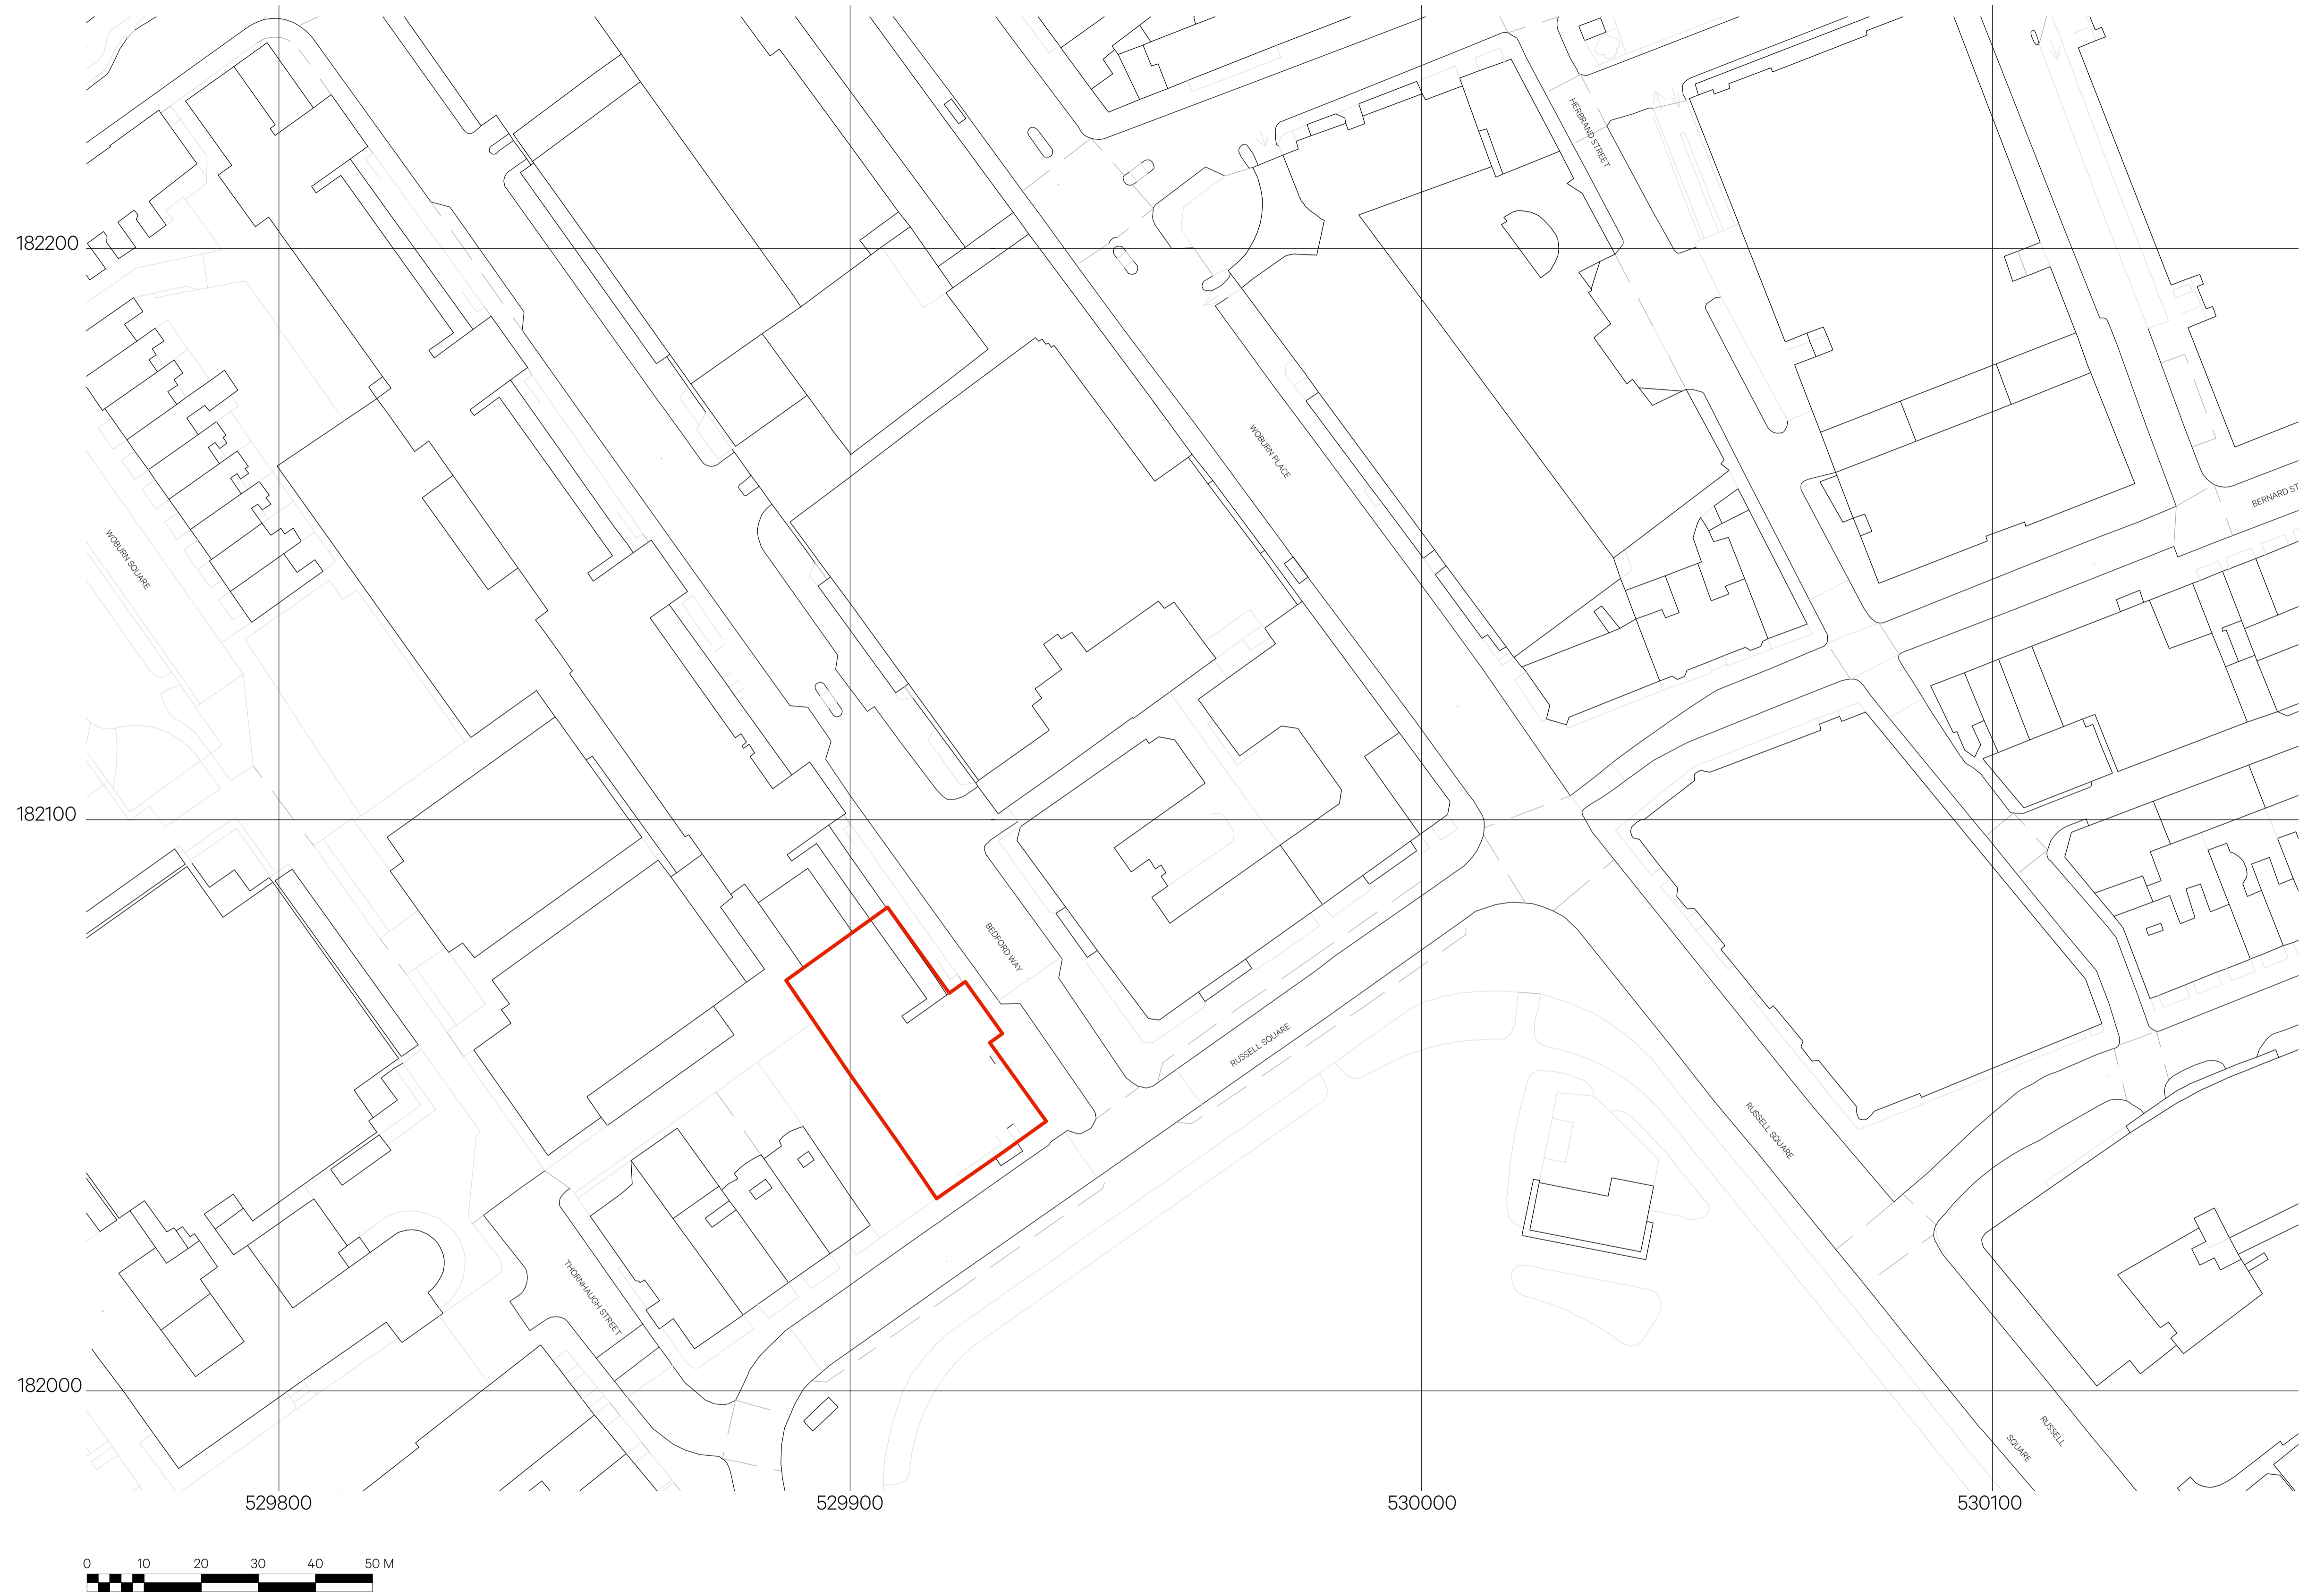 HERBRAND STREET
182200
WOBURN PLACE
BERNARD ST
WOBURN SQUARE
182100
BEDFORD WAY
RUSSELL SQUARE
RUSSELL SQUARE
THORNHAUGH STREET
182000
RUSSELL
SQUARE
529800 529900 530000 530100
0 10 20 30 40 50 M